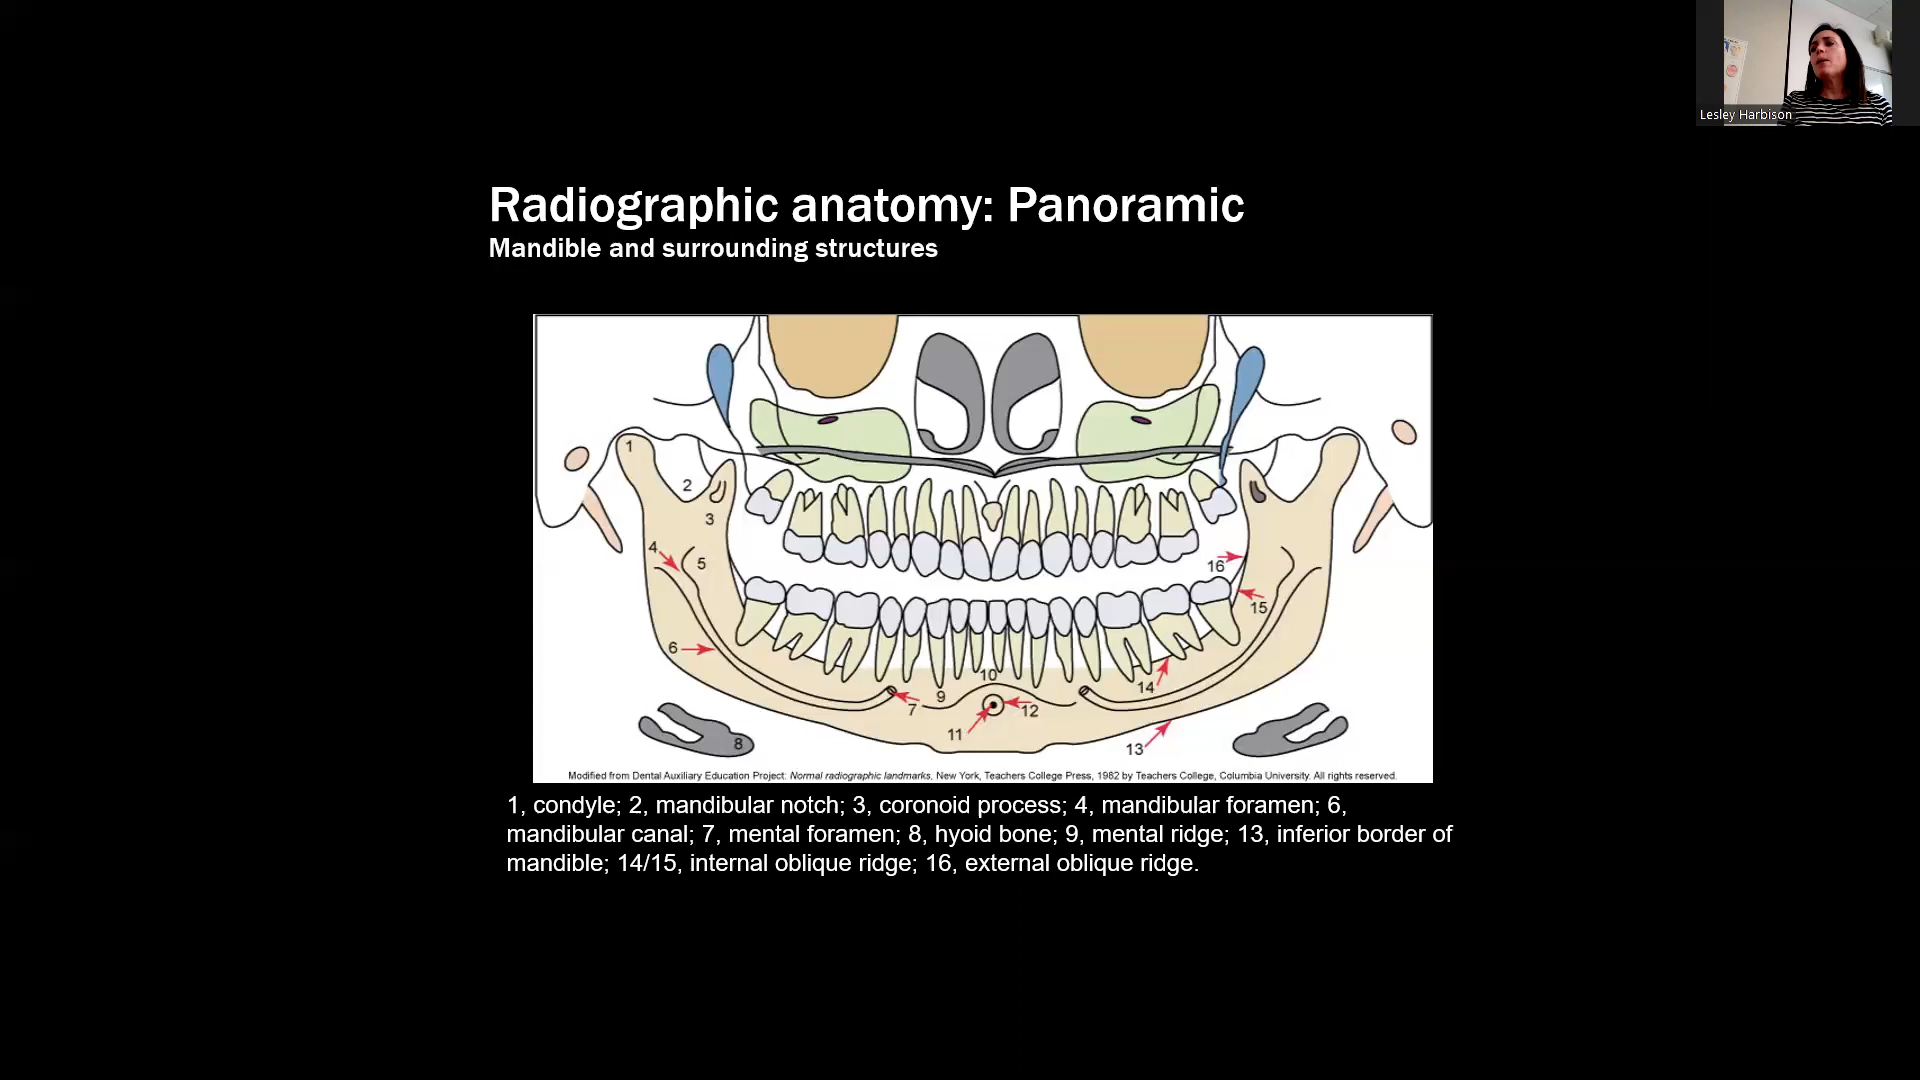 Lesley Harbison
Radiographic anatomy: Panoramic
Mandible and surrounding structures
1
2
3
4
5
16
15
6
10
14
9
7
12
11
8
13
Modified from Dental Auxiliary Education Project: Normal radiographic landmarks, New York, Teachers College Press, 1982 by Teachers College, Columbia University. All rights reserved.
1, condyle; 2, mandibular notch; 3, coronoid process; 4, mandibular foramen; 6,
mandibular canal; 7, mental foramen; 8, hyoid bone; 9, mental ridge; 13, inferior border of
mandible; 14/15, internal oblique ridge; 16, external oblique ridge.